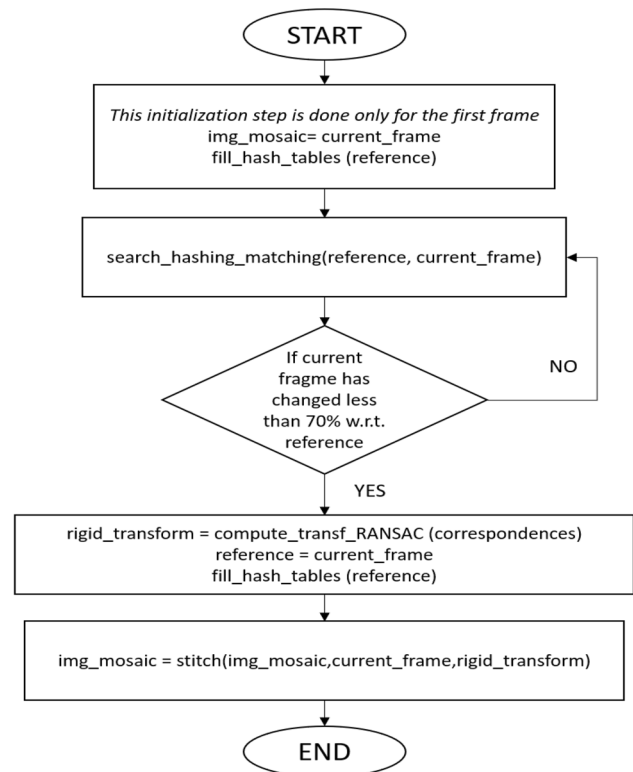 START
This initialization step is done only for the first frame
img_mosaic= current_frame
fill_hash_tables (reference)
search_hashing_matching(reference, current_frame)
If current
fragme has
changed less
than 70% w.r.t.
reference
NO
YES
rigid_transform = compute_transf_RANSAC (correspondences)
reference = current_frame
fill_hash_tables (reference)
img_mosaic = stitch(img_mosaic,current_frame,rigid_transform)
END